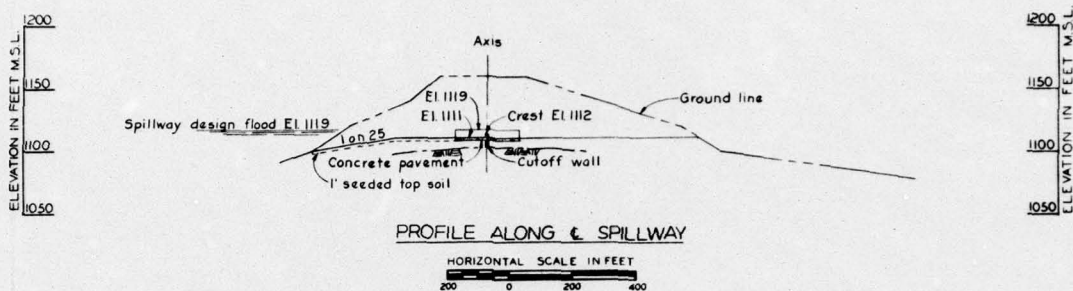 1200
1150
1100
1050
ELEVATION IN FEET M.S.L.
Axis
El. 1119
El. 1111
Crest El 1112
Ground line
Spillway design flood El 1119
1 on 25
Concrete pavement
Cutoff wall
1' seeded top soil
1200
1150
1100
1050
ELEVATION IN FEET M.S.L.
PROFILE ALONG ℄ SPILLWAY
HORIZONTAL SCALE IN FEET
200 0 200 400